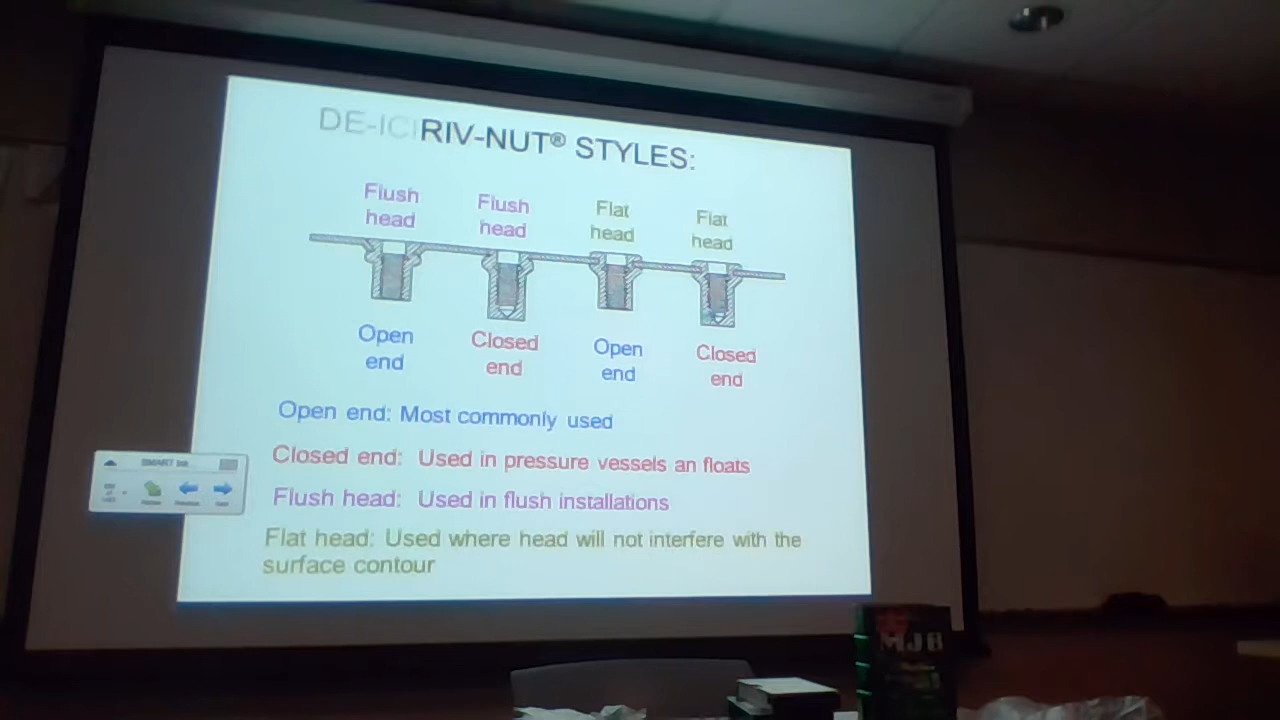 DE-ICI RIV-NUT® STYLES:
Flush head
Flush head
Flat head
Flat head
Open end
Closed end
Open end
Closed end
Open end: Most commonly used
Closed end: Used in pressure vessels an floats
Flush head: Used in flush installations
Flat head: Used where head will not interfere with the
surface contour
SMART Ink
MJB